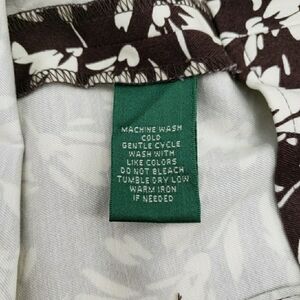 MACHINE WASH
COLD
GENTLE CYCLE
WASH WITH
LIKE COLORS
DO NOT BLEACH
TUMBLE DRY LOW
WARM IRON
IF NEEDED